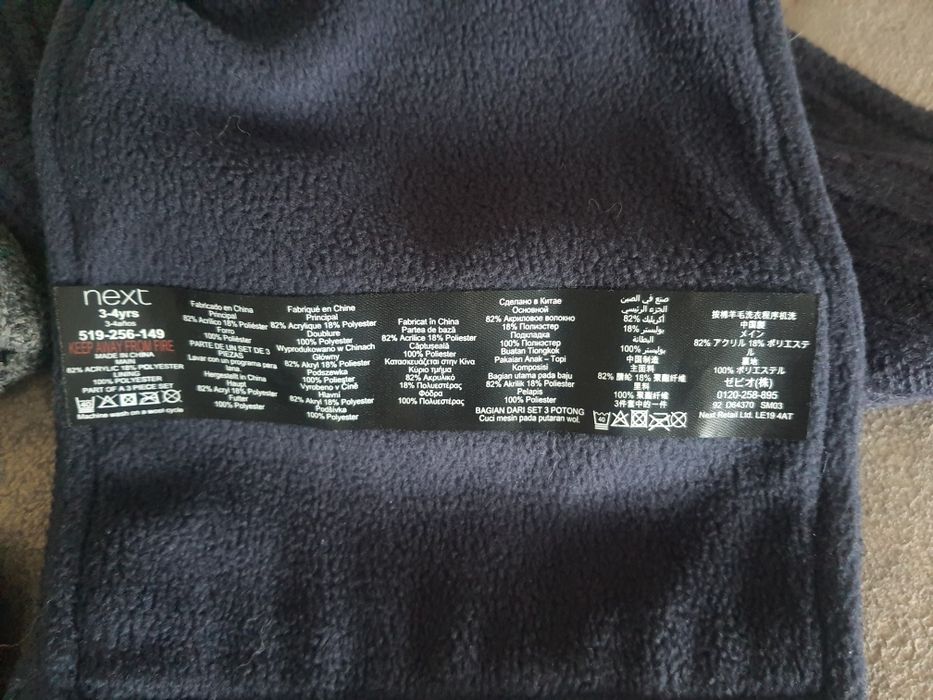 next
3-4yrs
3-4años
519-256-149
KEEP AWAY FROM FIRE
MADE IN CHINA
MAIN
82% ACRYLIC 18% POLYESTER
LINING
100% POLYESTER
PART OF A 3 PIECE SET
Machine wash on a wool cycle
Fabricado en China
Principal
82% Acrílico 18% Poliéster
Forro
100% Poliéster
PARTE DE UN SET DE 3
PIEZAS
Lavar con un programa para
lana
Hergestellt in China
Haupt
82% Acryl 18% Polyester
Futter
100% Polyester
Fabriqué en Chine
Principal
82% Acrylique 18% Polyester
Doublure
100% Polyester
Wyprodukowano w Chinach
Główny
82% Akryl 18% Poliester
Podszewka
100% Poliester
Vyrobeno v Číně
Hlavní
82% Akryl 18% Polyester
Podšívka
100% Polyester
Fabricat în China
Partea de bază
82% Acrilice 18% Poliester
Căptuşeală
100% Poliester
Κατασκευάζεται στην Κίνα
Κύριο τμήμα
82% Ακρυλικό
18% Πολυέστερας
Φόδρα
100% Πολυέστερας
Сделано в Китае
Основной
82% Акриловое волокно
18% Полиэстер
Подкладка
100% Полиэстер
Buatan Tiongkok
Pakaian Anak - Topi
Komposis
Bagian utama pada baju
82% Akrilik 18% Poliester
Pelapis
100% Poliester
BAGIAN DARI SET 3 POTONG
Cuci mesin pada putaran wol.
صنع في الصين
الجزء الرئيسي
82% أكريليك
18% بوليستر
البطانة
100% بوليستر
中国制造
主面料
82% 腈纶 18% 聚酯纤维
里料
100% 聚酯纤维
3件套中的一件
40
按棉羊毛洗衣程序机洗
中国製
メイン
82% アクリル 18% ポリエステ
ル
裏地
100% ポリエステル
ゼビオ(株)
0120-258-895
92 D64370 SM03
Next Retail Ltd. LE19 4AT